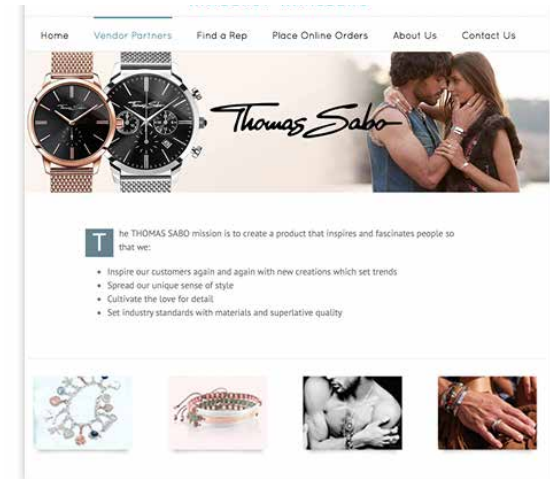 Home Vendor Partners Find a Rep Place Online Orders About Us Contact Us
Thomas Sabo
The THOMAS SABO mission is to create a product that inspires and fascinates people so
that we:
• Inspire our customers again and again with new creations which set trends
• Spread our unique sense of style
• Cultivate the love for detail
• Set industry standards with materials and superlative quality